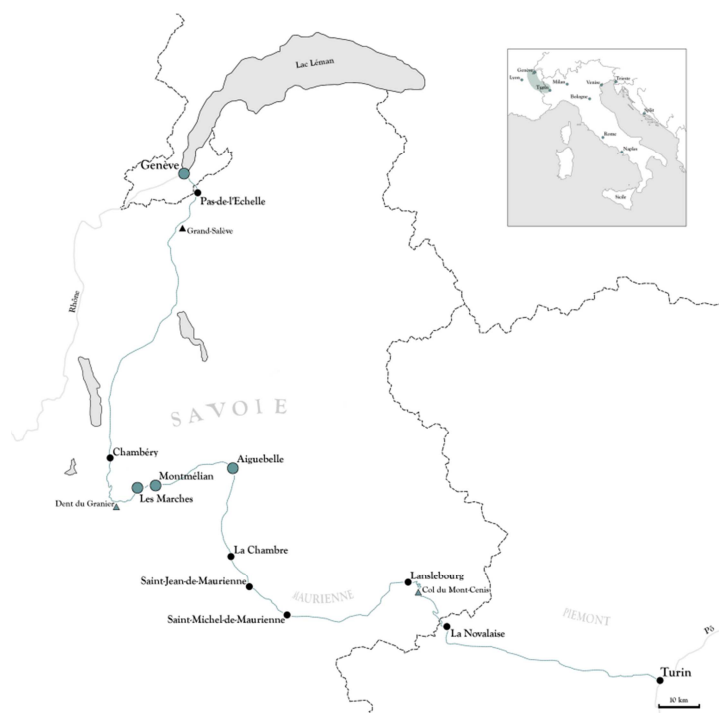 Lac Léman
Genève
Pas-de-l'Echelle
Grand-Salève
Rhône
SAVOIE
Chambéry
Aiguebelle
Montmélian
Les Marches
Dent du Granier
La Chambre
Saint-Jean-de-Maurienne
MAURIENNE
Saint-Michel-de-Maurienne
Lanslebourg
Col du Mont-Cenis
La Novalaise
PIEMONT
Pô
Turin
10 km
Genève
Lyon
Turin
Milan
Venise
Bologne
Rome
Naples
Sicile